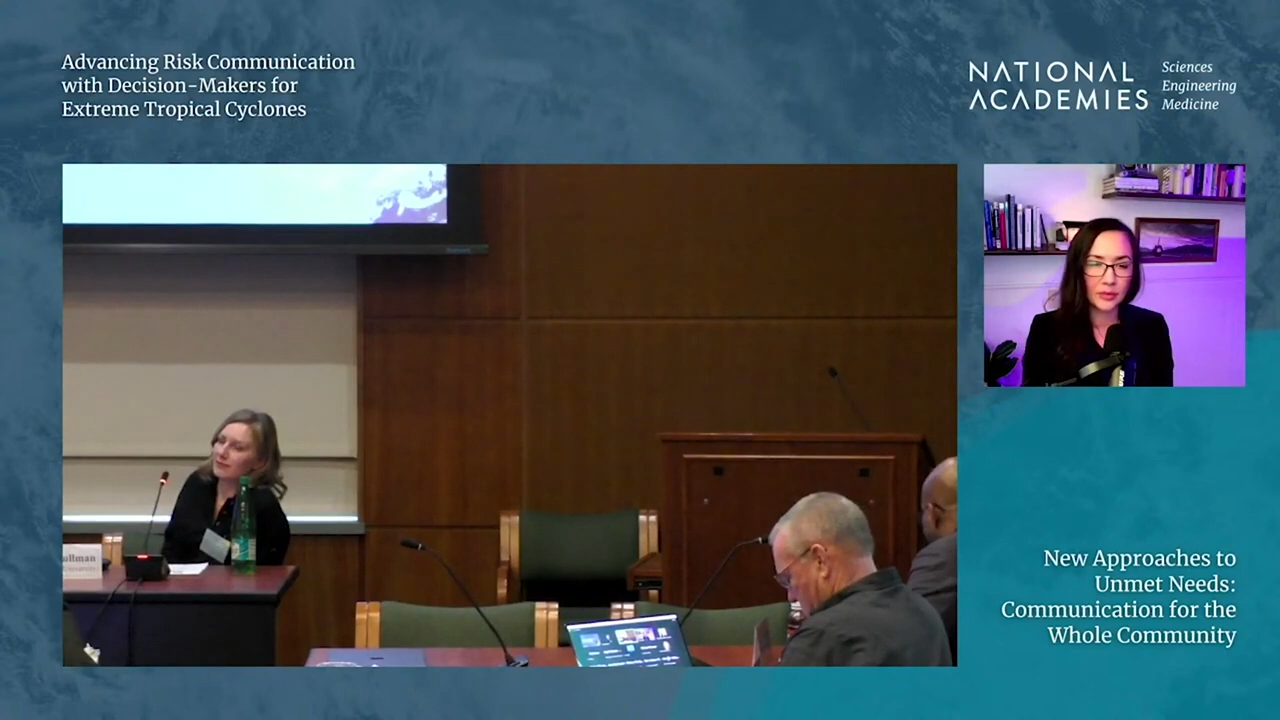 Advancing Risk Communication
with Decision-Makers for
Extreme Tropical Cyclones
NATIONAL
ACADEMIES
Sciences
Engineering
Medicine
New Approaches to
Unmet Needs:
Communication for the
Whole Community